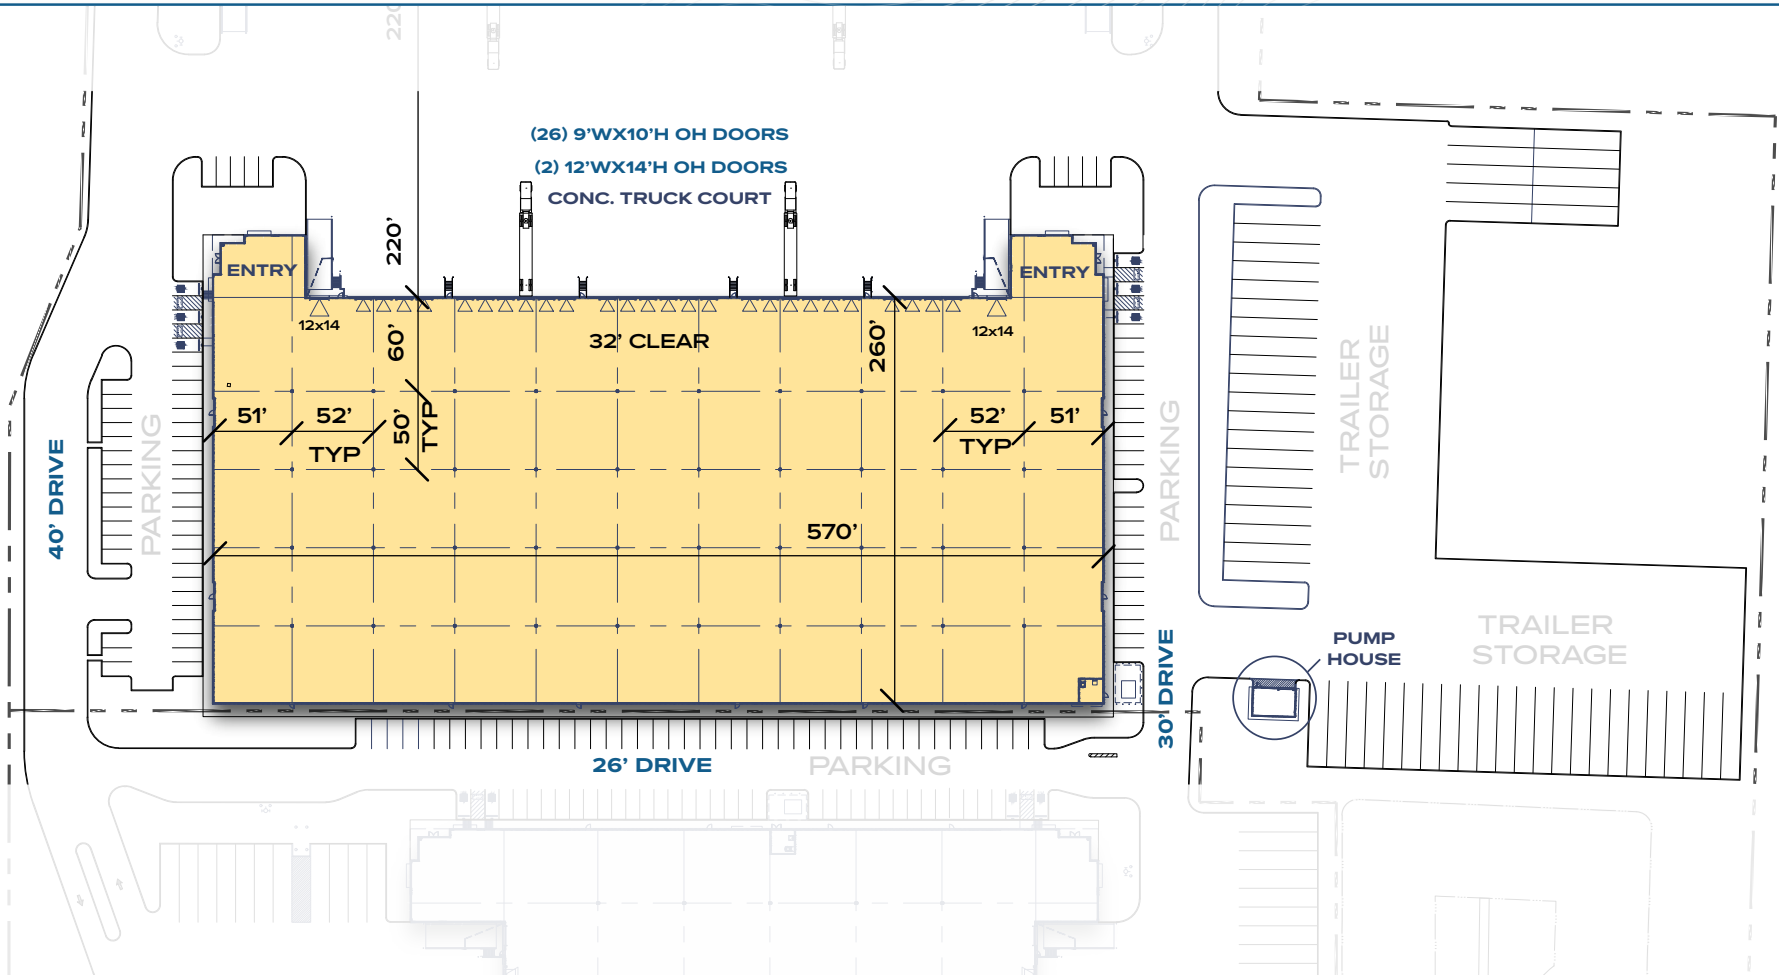 220'
(26) 9'WX10'H OH DOORS
(2) 12'WX14'H OH DOORS
CONC. TRUCK COURT
220'
ENTRY
ENTRY
12x14
12x14
60'
32' CLEAR
260'
51'
52'
TYP
50'
TYP
52'
TYP
51'
570'
40' DRIVE
PARKING
PARKING
TRAILER
STORAGE
TRAILER
STORAGE
PUMP
HOUSE
30' DRIVE
26' DRIVE
PARKING